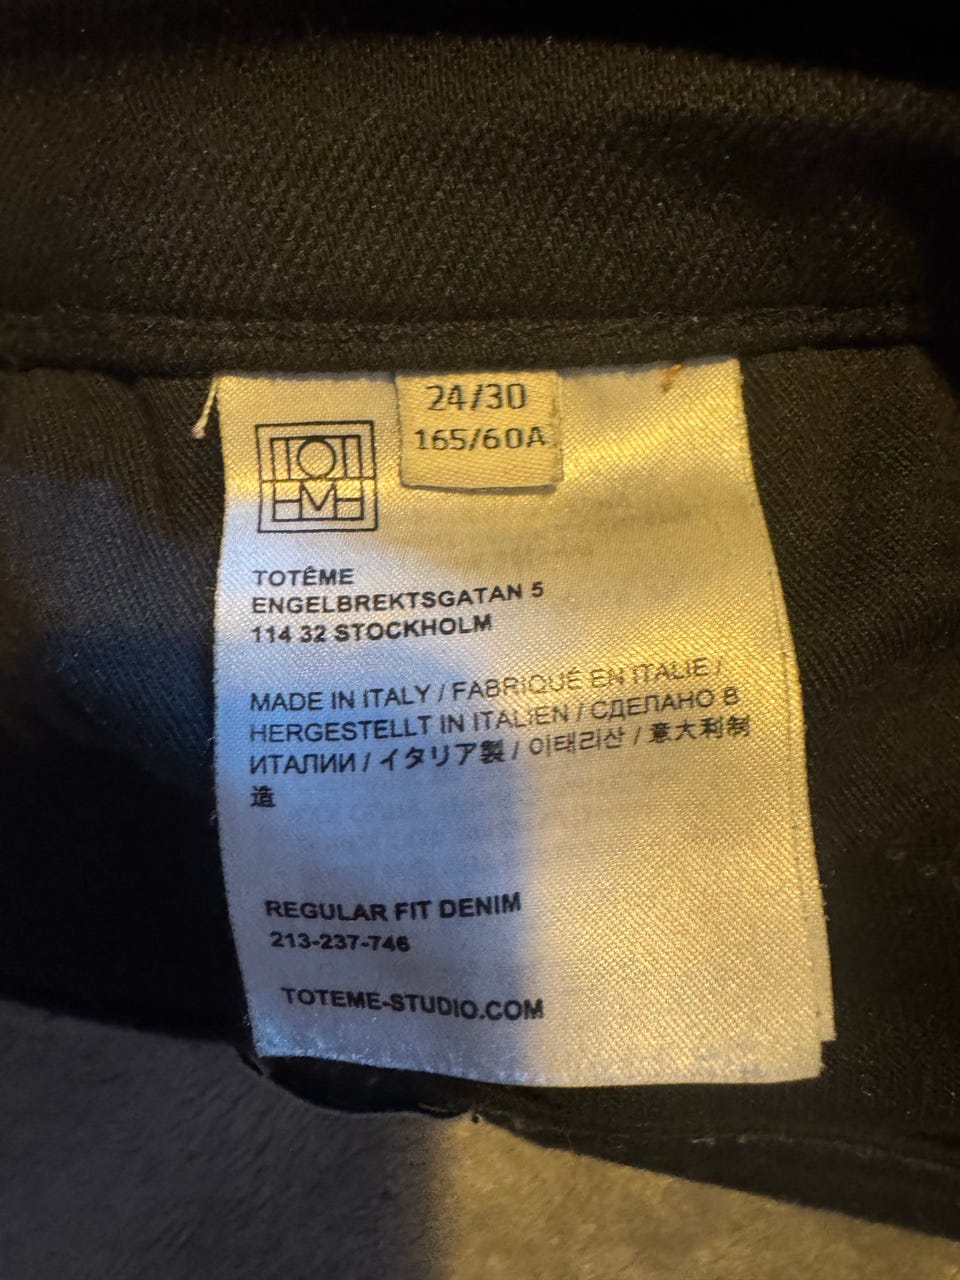 24/30
165/60A
TOTÊME
ENGELBREKTSGATAN 5
114 32 STOCKHOLM
MADE IN ITALY / FABRIQUÉ EN ITALIE /
HERGESTELLT IN ITALIEN / СДЕЛАНО В
ИТАЛИИ / イタリア製 / 이태리산 / 意大利制
造
REGULAR FIT DENIM
213-237-746
TOTEME-STUDIO.COM